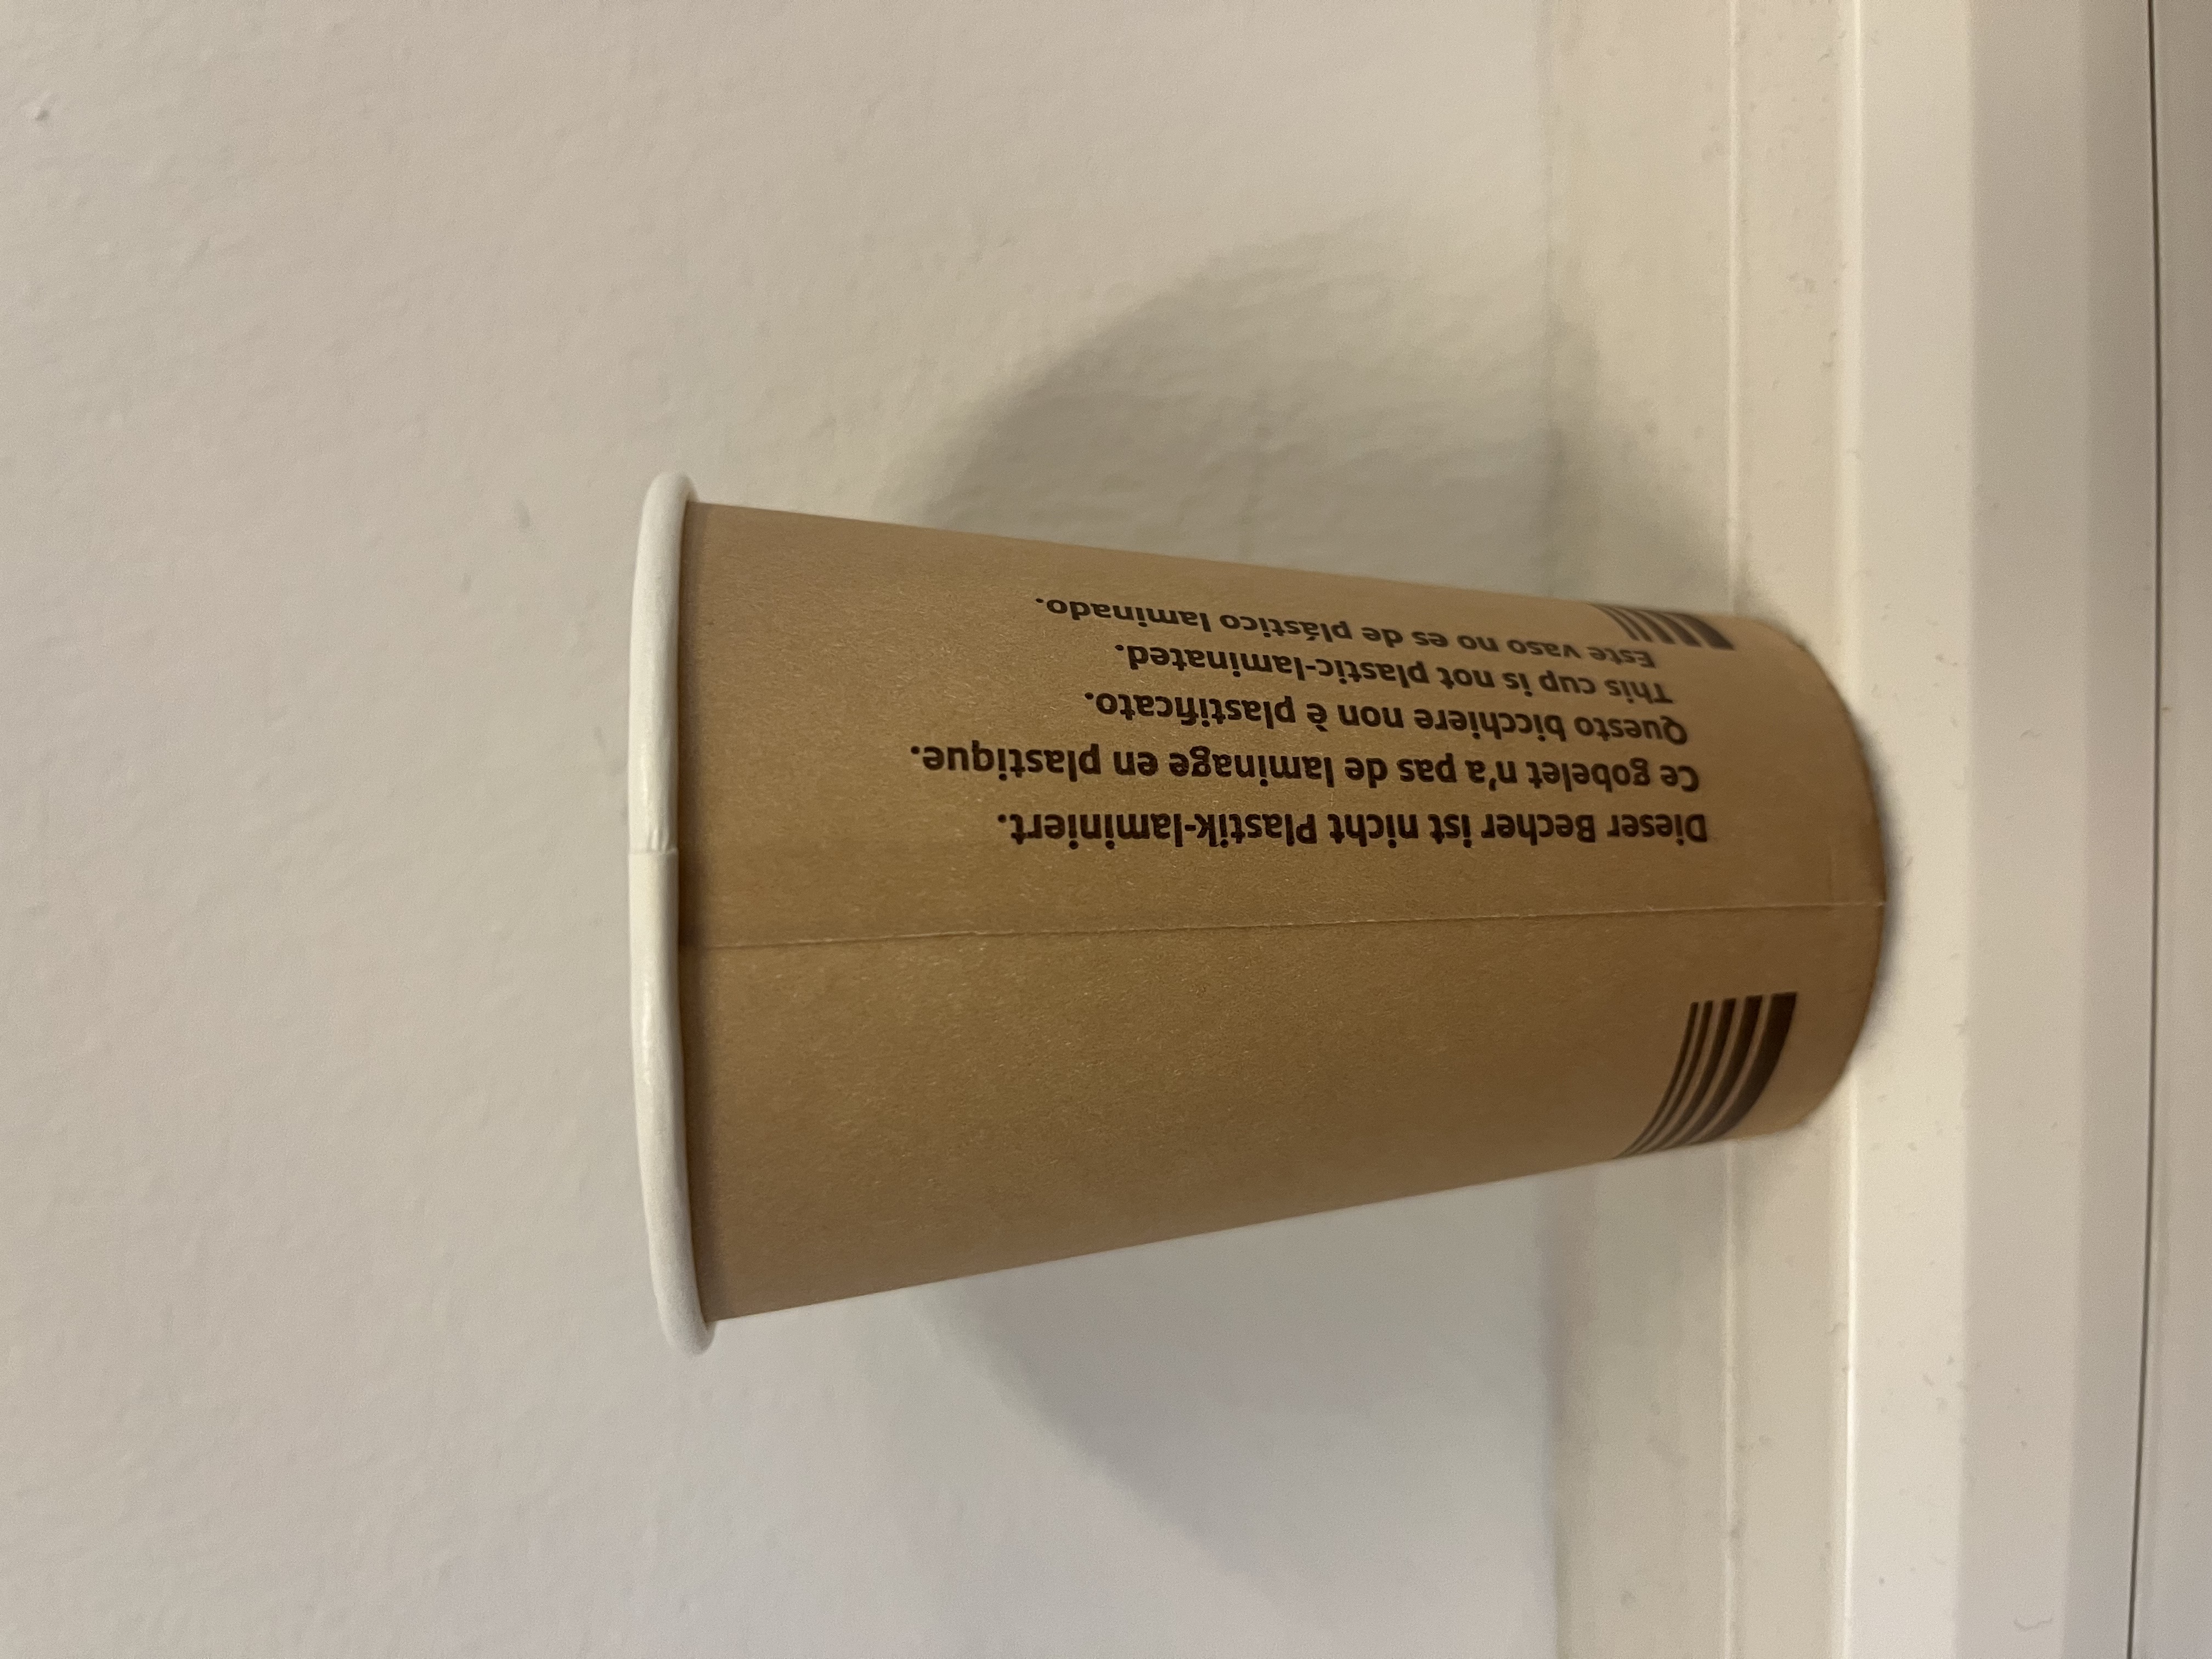 Dieser Becher ist nicht Plastik-laminiert.
Ce gobelet n'a pas de laminage en plastique.
Questo bicchiere non è plastificato.
This cup is not plastic-laminated.
Este vaso no es de plástico laminado.